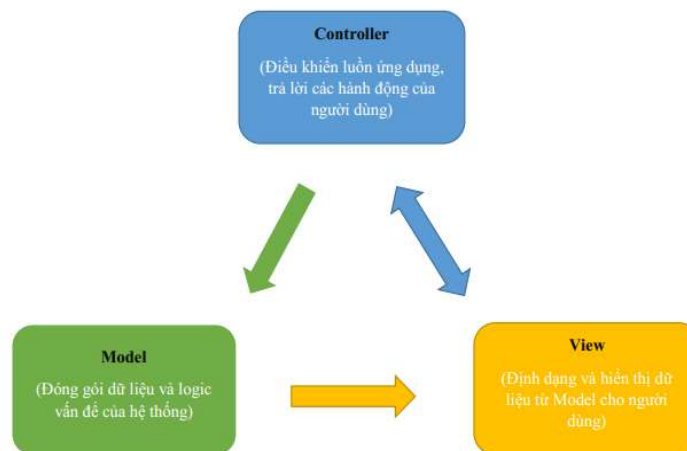 Controller
(Điều khiển luồn ứng dụng,
trả lời các hành động của
người dùng)
Model
(Đóng gói dữ liệu và logic
vấn đề của hệ thống)
View
(Định dạng và hiển thị dữ
liệu từ Model cho người
dùng)